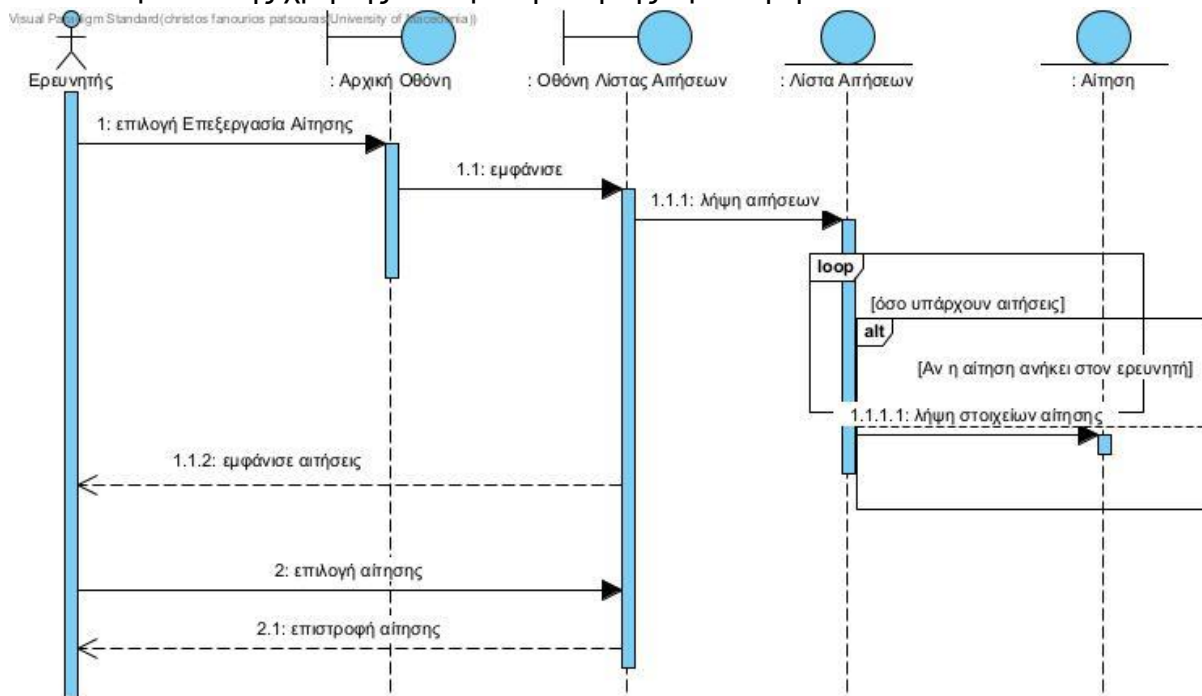 Visual Paradigm Standard(christos fanourios patsouras(University of Macedonia))
Ερευνητής
: Αρχική Οθόνη
: Οθόνη Λίστας Αιτήσεων
: Λίστα Αιτήσεων
: Αίτηση
1: επιλογή Επεξεργασία Αίτησης
1.1: εμφάνισε
1.1.1: λήψη αιτήσεων
loop
[όσο υπάρχουν αιτήσεις]
alt
[Αν η αίτηση ανήκει στον ερευνητή]
1.1.1.1: λήψη στοιχείων αίτησης
1.1.2: εμφάνισε αιτήσεις
2: επιλογή αίτησης
2.1: επιστροφή αίτησης